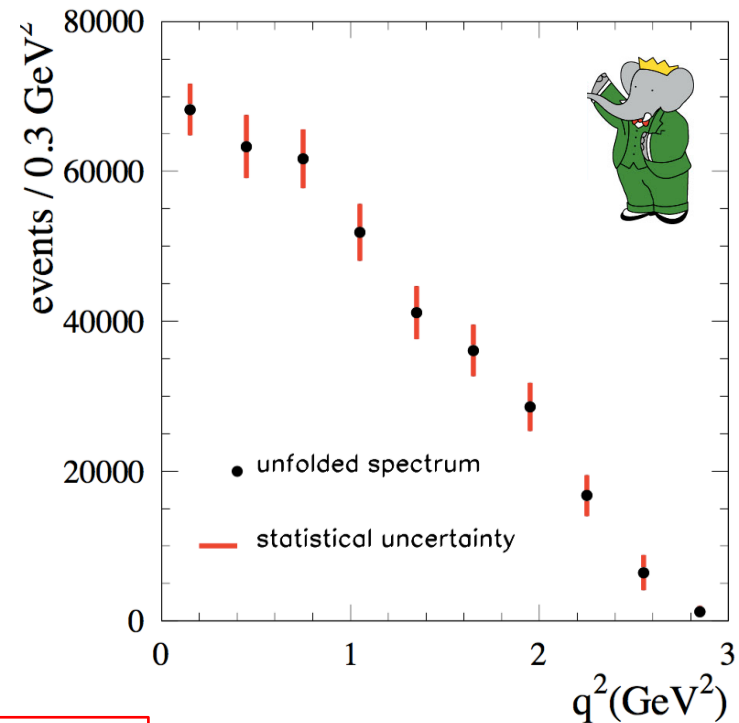 80000
60000
40000
20000
0
events / 0.3 GeV²
unfolded spectrum
statistical uncertainty
0 1 2 3
q²(GeV²)